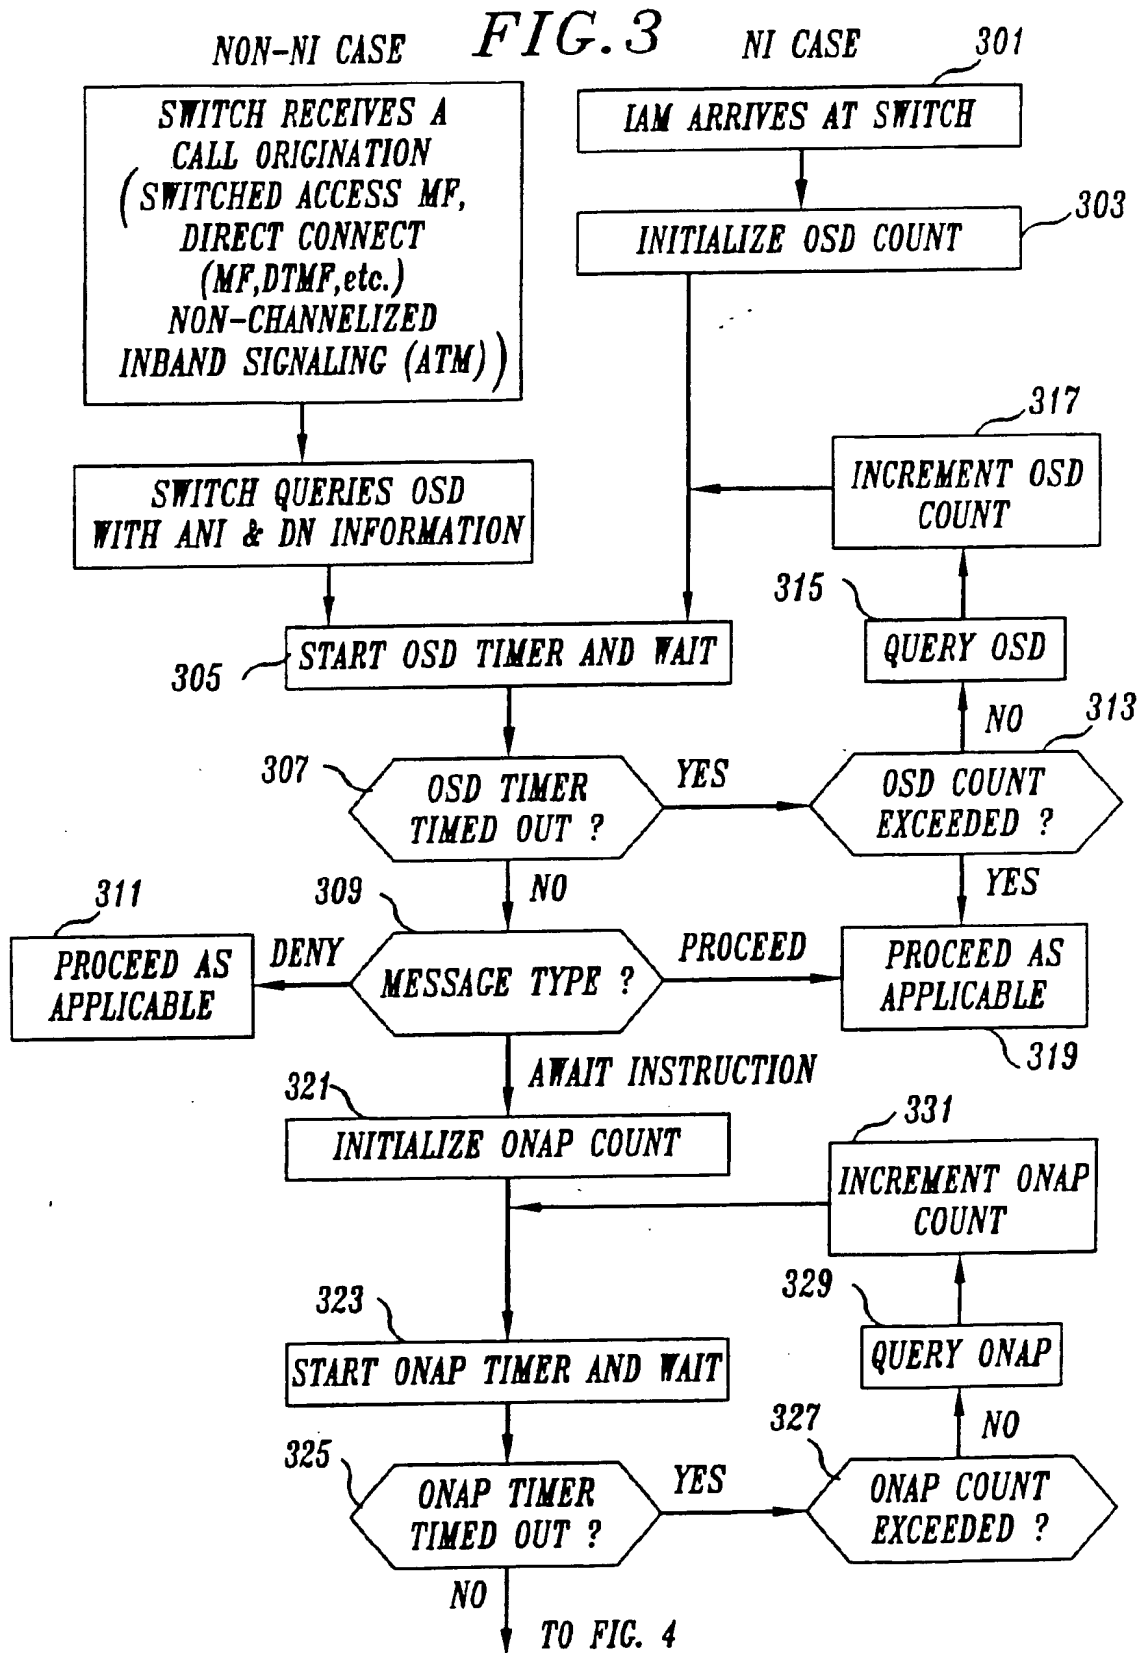 FIG. 3
NON-NI CASE
NI CASE
SWITCH RECEIVES A
CALL ORIGINATION
(SWITCHED ACCESS MF,
DIRECT CONNECT
(MF,DTMF,etc.)
NON-CHANNELIZED
INBAND SIGNALING (ATM))
301
IAM ARRIVES AT SWITCH
303
INITIALIZE OSD COUNT
SWITCH QUERIES OSD
WITH ANI & DN INFORMATION
317
INCREMENT OSD
COUNT
315
QUERY OSD
305
START OSD TIMER AND WAIT
NO
313
307
OSD TIMER
TIMED OUT ?
YES
OSD COUNT
EXCEEDED ?
NO
YES
311
309
PROCEED AS
APPLICABLE
DENY
MESSAGE TYPE ?
PROCEED
PROCEED AS
APPLICABLE
319
AWAIT INSTRUCTION
321
INITIALIZE ONAP COUNT
331
INCREMENT ONAP
COUNT
329
QUERY ONAP
323
START ONAP TIMER AND WAIT
NO
327
325
ONAP TIMER
TIMED OUT ?
YES
ONAP COUNT
EXCEEDED ?
NO
TO FIG. 4